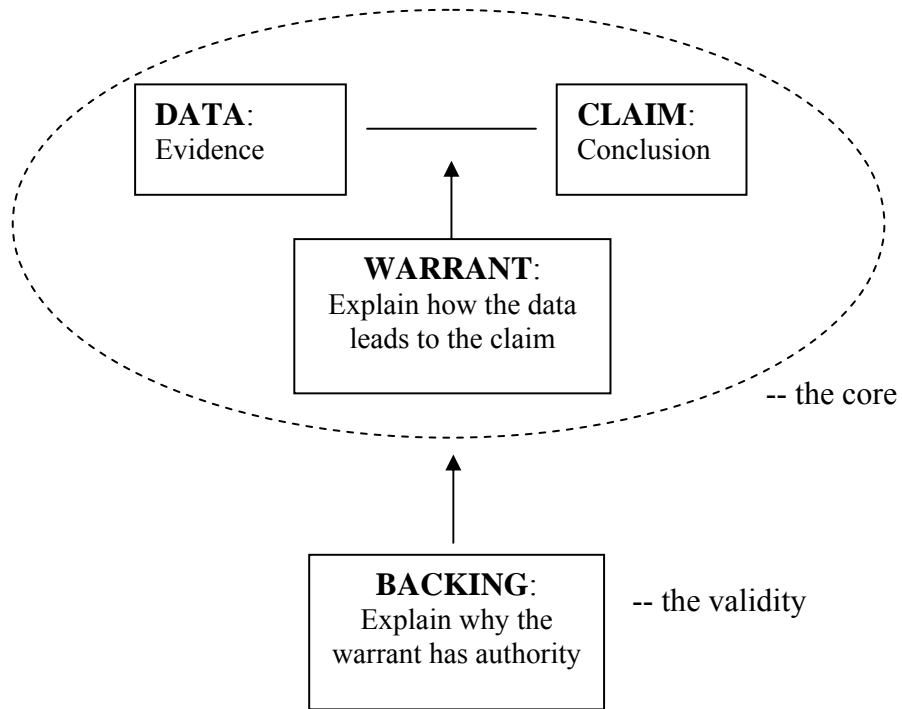 DATA:
Evidence
CLAIM:
Conclusion
WARRANT:
Explain how the data
leads to the claim
-- the core
BACKING:
Explain why the
warrant has authority
-- the validity